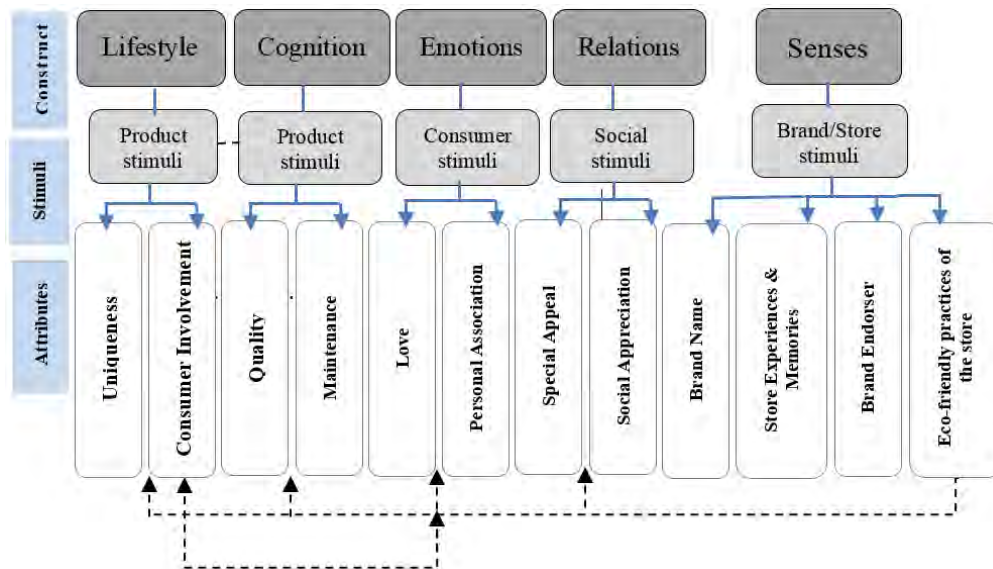 Construct
Lifestyle
Cognition
Emotions
Relations
Senses
Stimuli
Product
stimuli
Product
stimuli
Consumer
stimuli
Social
stimuli
Brand/Store
stimuli
Attributes
Uniqueness
Consumer Involvement
Quality
Maintenance
Love
Personal Association
Special Appeal
Social Appreciation
Brand Name
Store Experiences &
Memories
Brand Endorser
Eco-friendly practices of
the store